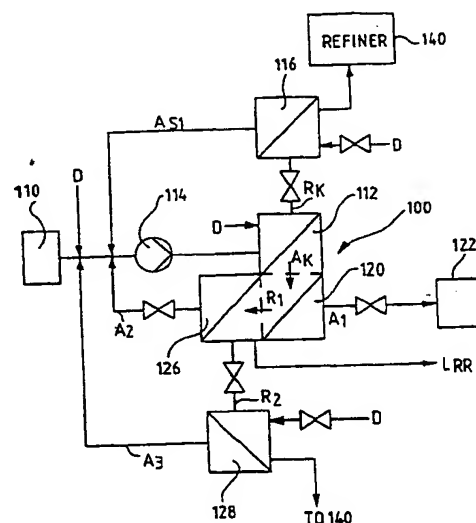 REFINER
140
116
AS1
D
110
D
114
RK
112
D
100
AK
120
122
R1
A1
A2
126
LRR
R2
D
A3
128
TO 140